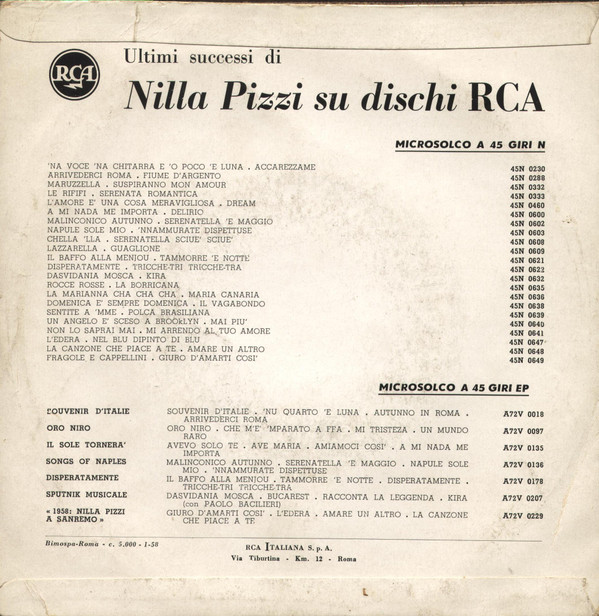 RCA
Ultimi successi di
Nilla Pizzi su dischi RCA
MICROSOLCO A 45 GIRI N
'NA VOCE 'NA CHITARRA E 'O POCO 'E LUNA . ACCAREZZAME 45N 0230
ARRIVEDERCI ROMA . FIUME D'ARGENTO 45N 0288
MARUZZELLA . SUSPIRANNO MON AMOUR 45N 0332
LE RIFIFI . SERENATA ROMANTICA 45N 0333
L'AMORE E' UNA COSA MERAVIGLIOSA . DREAM 45N 0460
A MI NADA ME IMPORTA . DELIRIO 45N 0600
MALINCONICO AUTUNNO . SERENATELLA 'E MAGGIO 45N 0602
NAPULE SOLE MIO . 'NNAMMURATE DISPETTUSE 45N 0603
CHELLA 'LLA . SERENATELLA SCIUE' SCIUE' 45N 0608
LAZZARELLA . GUAGLIONE 45N 0609
IL BAFFO ALLA MENJOU . TAMMORRE 'E NOTTE 45N 0621
DISPERATAMENTE . TRICCHE-TRI TRICCHE-TRA 45N 0622
DASVIDANIA MOSCA . KIRA 45N 0632
ROCCE ROSSE . LA BORRICANA 45N 0635
LA MARIANNA CHA CHA CHA . MARIA CANARIA 45N 0636
DOMENICA E' SEMPRE DOMENICA . IL VAGABONDO 45N 0638
SENTITE A 'MME . POLCA BRASILIANA 45N 0639
UN ANGELO E' SCESO A BROOKLYN . MAI PIU' 45N 0640
NON LO SAPRAI MAI . MI ARRENDO AL TUO AMORE 45N 0641
L'EDERA . NEL BLU DIPINTO DI BLU 45N 0647
LA CANZONE CHE PIACE A TE . AMARE UN ALTRO 45N 0648
FRAGOLE E CAPPELLINI . GIURO D'AMARTI COSI' 45N 0649
MICROSOLCO A 45 GIRI EP
SOUVENIR D'ITALIE SOUVENIR D'ITALIE . 'NU QUARTO 'E LUNA . AUTUNNO IN ROMA . A72V 0018
ARRIVEDERCI ROMA
ORO NIRO ORO NIRO . CHE M'E 'MPARATO A FFA . MI TRISTEZA . UN MUNDO A72V 0097
RARO
IL SOLE TORNERA' AVEVO SOLO TE . AVE MARIA . AMIAMOCI COSI' . A MI NADA ME A72V 0135
IMPORTA
SONGS OF NAPLES MALINCONICO AUTUNNO . SERENATELLA 'E MAGGIO . NAPULE SOLE A72V 0136
MIO . 'NNAMMURATE DISPETTUSE
DISPERATAMENTE IL BAFFO ALLA MENJOU . TAMMORRE 'E NOTTE . DISPERATAMENTE . A72V 0178
TRICCHE-TRI TRICCHE-TRA
SPUTNIK MUSICALE DASVIDANIA MOSCA . BUCAREST . RACCONTA LA LEGGENDA . KIRA A72V 0207
(con PAOLO BACILIERI)
« 1958: NILLA PIZZI GIURO D'AMARTI COSI' . L'EDERA . AMARE UN ALTRO . LA CANZONE A72V 0229
A SANREMO » CHE PIACE A TE
Rimospa-Roma - c. 5.000 - 1-58
RCA ITALIANA S. p. A.
Via Tiburtina - Km. 12 - Roma